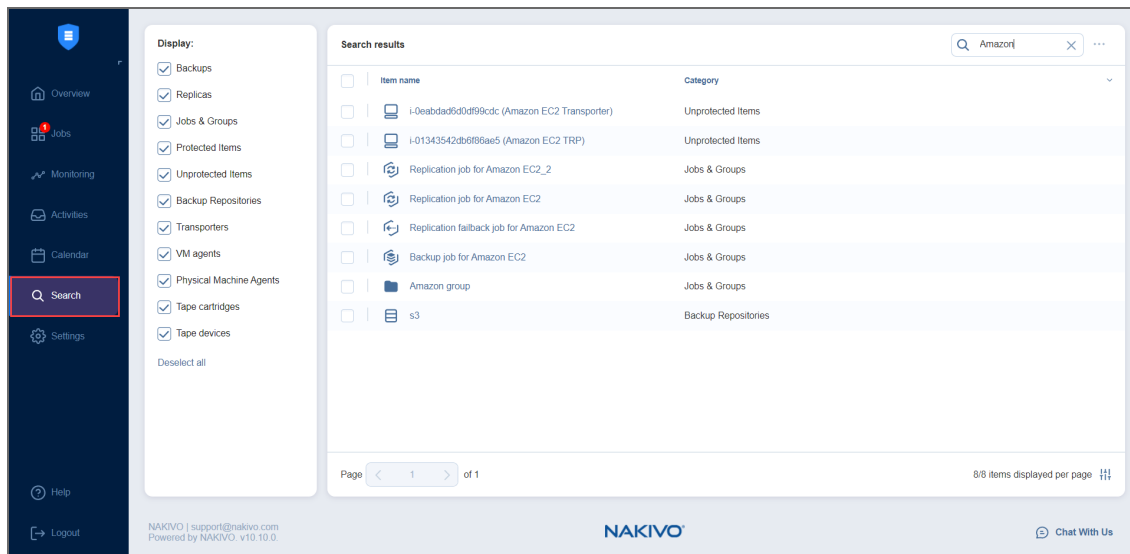 Overview
1
Jobs
Monitoring
Activities
Calendar
Search
Settings
Help
Logout
Display:
Backups
Replicas
Jobs & Groups
Protected Items
Unprotected Items
Backup Repositories
Transporters
VM agents
Physical Machine Agents
Tape cartridges
Tape devices
Deselect all
Search results
Amazon
Item name Category
i-0eabdad6d0df99cdc (Amazon EC2 Transporter) Unprotected Items
i-01343542db6f86ae5 (Amazon EC2 TRP) Unprotected Items
Replication job for Amazon EC2_2 Jobs & Groups
Replication job for Amazon EC2 Jobs & Groups
Replication failback job for Amazon EC2 Jobs & Groups
Backup job for Amazon EC2 Jobs & Groups
Amazon group Jobs & Groups
s3 Backup Repositories
Page 1 of 1
8/8 items displayed per page
NAKIVO | support@nakivo.com
Powered by NAKIVO. v10.10.0.
NAKIVO
Chat With Us